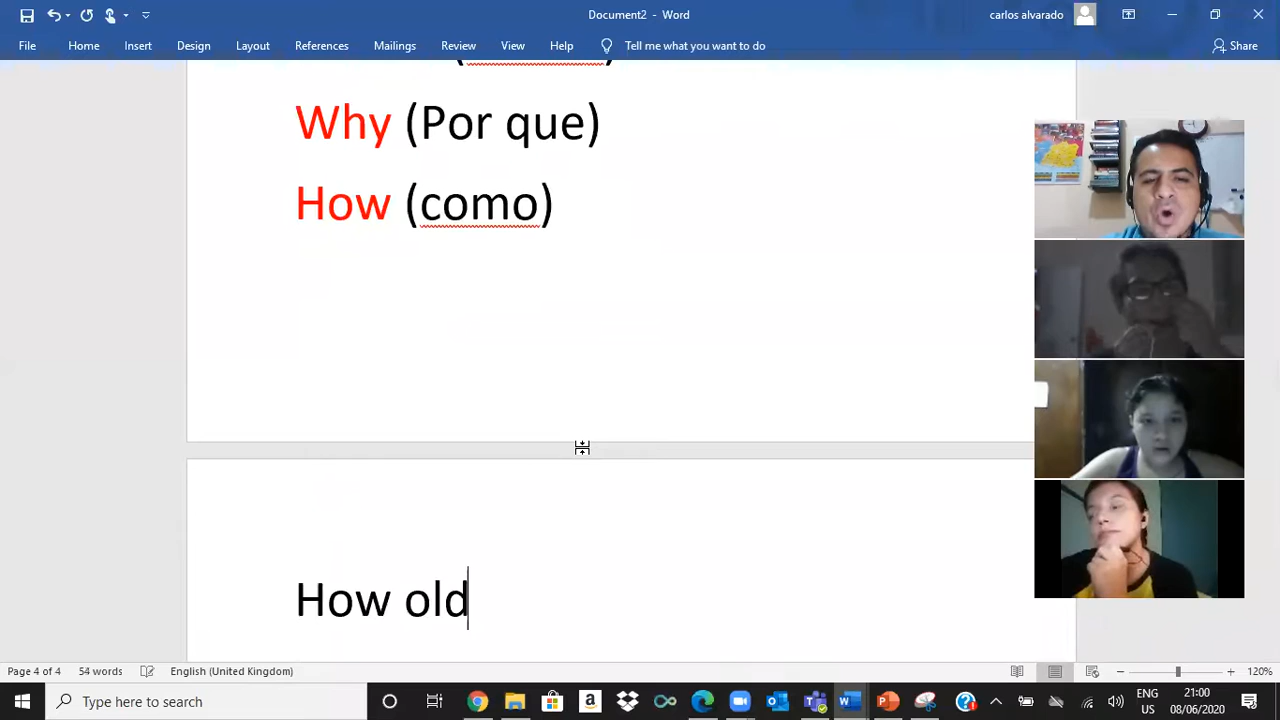 Document2 - Word
carlos alvarado
File Home Insert Design Layout References Mailings Review View Help Tell me what you want to do Share
Why (Por que)
How (como)
How old
Page 4 of 4 54 words English (United Kingdom) 120%
Type here to search
ENG
US
21:00
08/06/2020